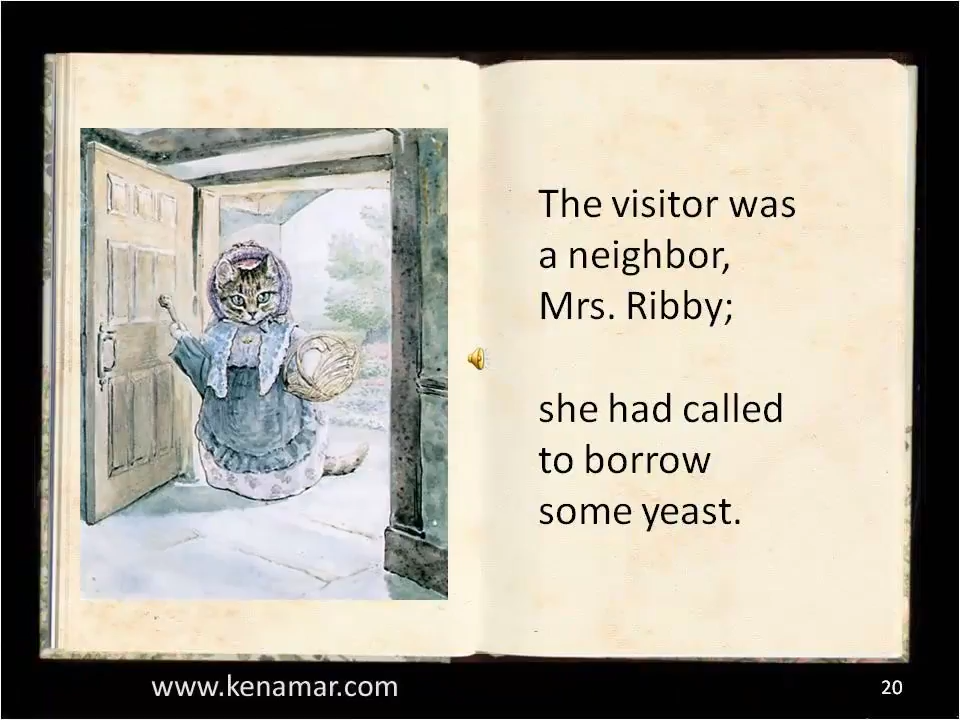 The visitor was
a neighbor,
Mrs. Ribby;
she had called
to borrow
some yeast.
www.kenamar.com
20